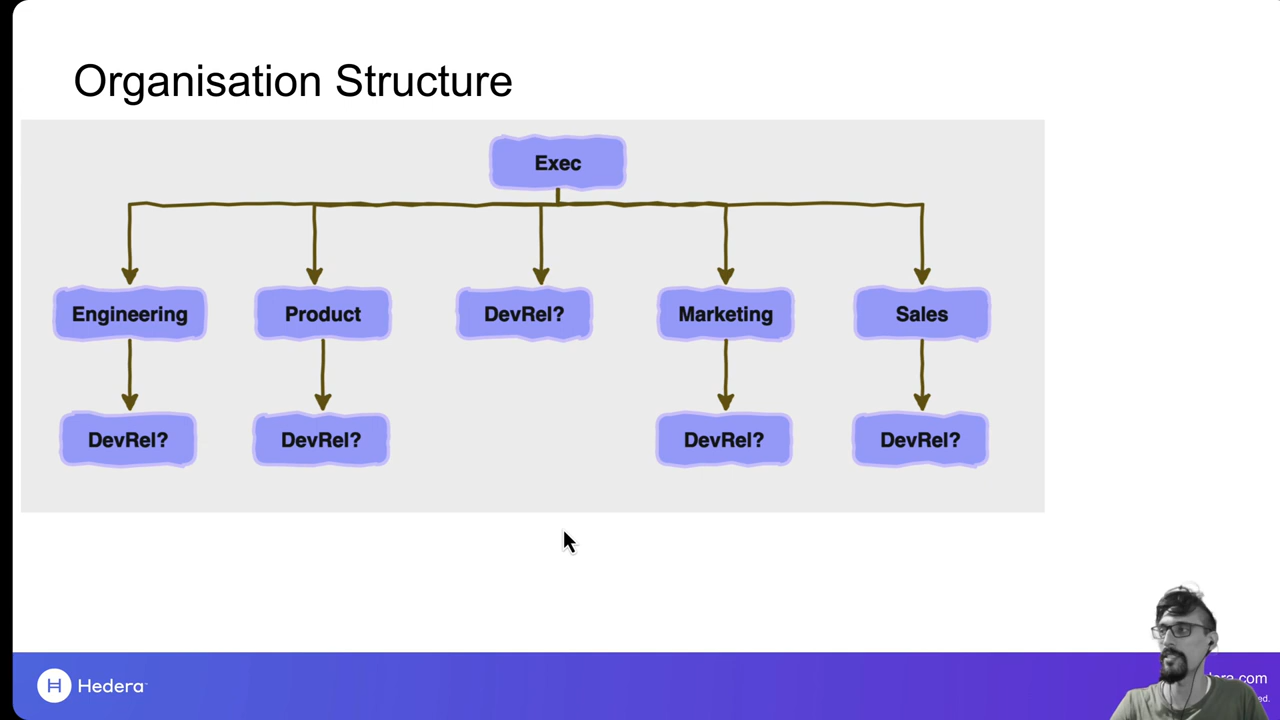 Organisation Structure
Exec
Engineering
Product
DevRel?
Marketing
Sales
DevRel?
DevRel?
DevRel?
DevRel?
Hedera